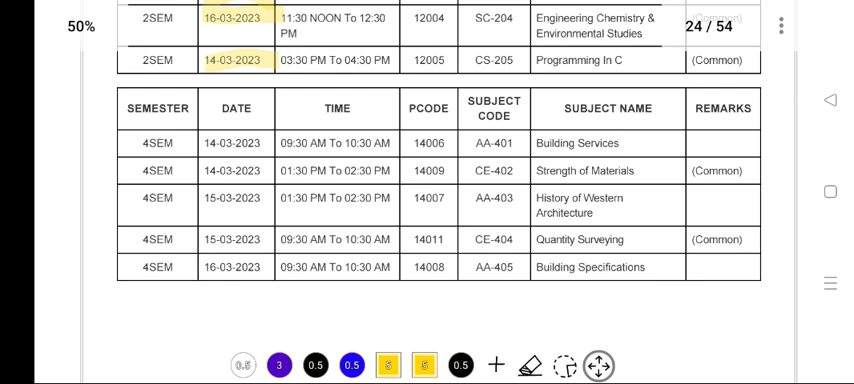 2SEM 16-03-2023 11:30 NOON To 12:30 PM 12004 SC-204 Engineering Chemistry & Environmental Studies (Common)
50% 24 / 54
2SEM 14-03-2023 03:30 PM To 04:30 PM 12005 CS-205 Programming In C (Common)
SEMESTER DATE TIME PCODE SUBJECT CODE SUBJECT NAME REMARKS
4SEM 14-03-2023 09:30 AM To 10:30 AM 14006 AA-401 Building Services
4SEM 14-03-2023 01:30 PM To 02:30 PM 14009 CE-402 Strength of Materials (Common)
4SEM 15-03-2023 01:30 PM To 02:30 PM 14007 AA-403 History of Western Architecture
4SEM 15-03-2023 09:30 AM To 10:30 AM 14011 CE-404 Quantity Surveying (Common)
4SEM 16-03-2023 09:30 AM To 10:30 AM 14008 AA-405 Building Specifications
0.5 3 0.5 0.5 5 5 0.5